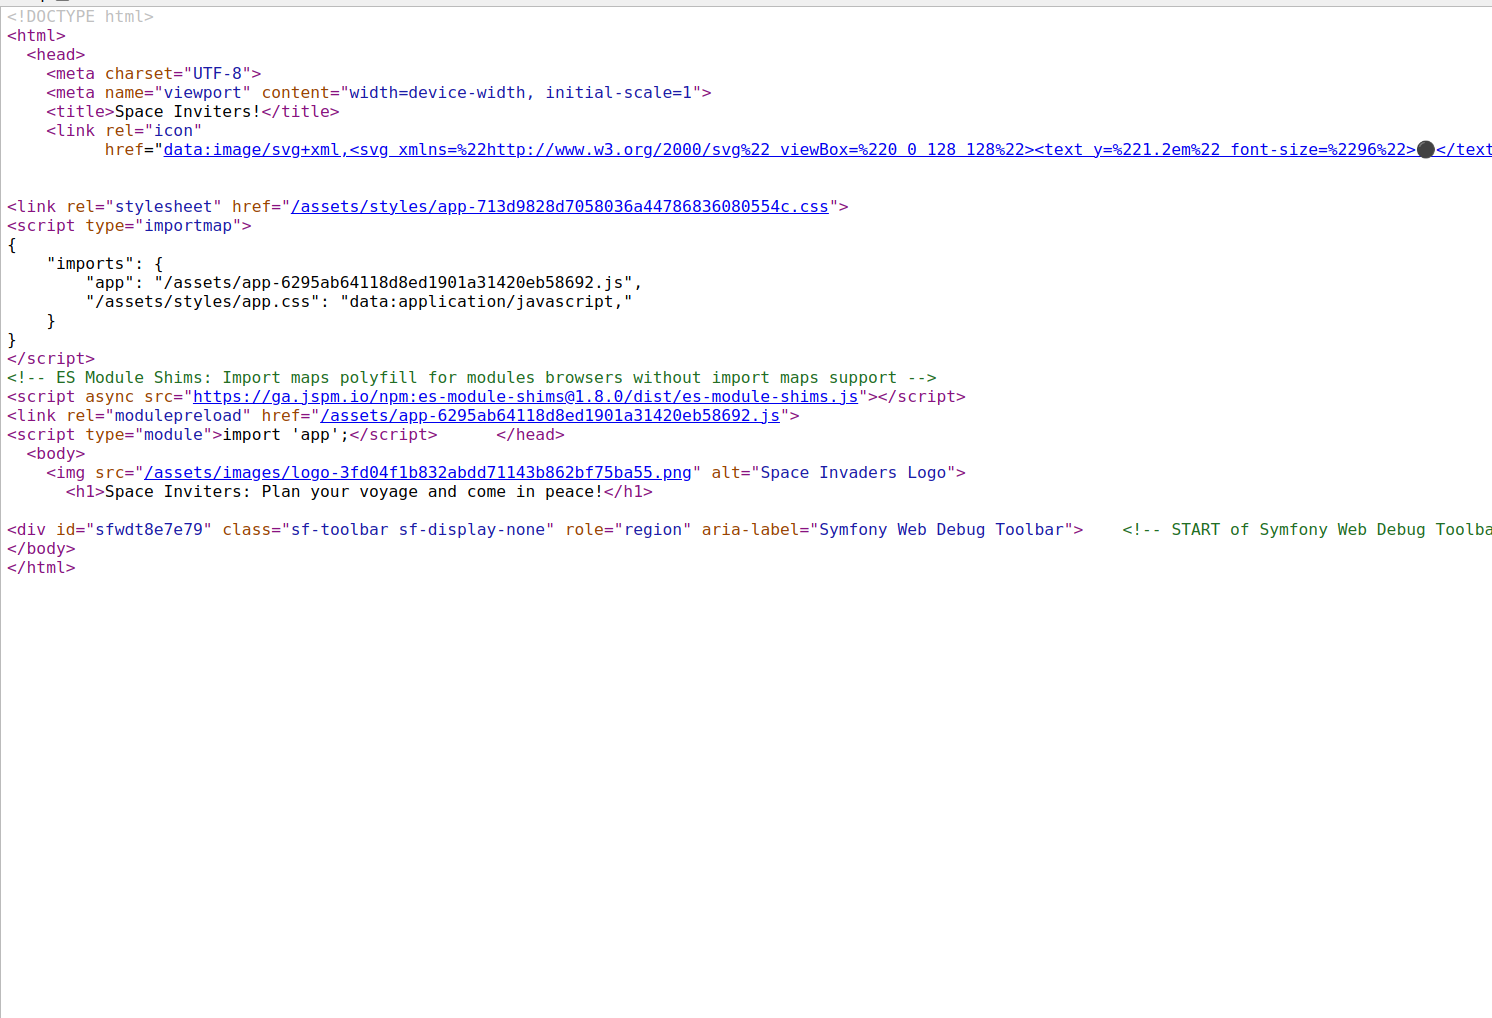 <!DOCTYPE html>
<html>
  <head>
    <meta charset="UTF-8">
    <meta name="viewport" content="width=device-width, initial-scale=1">
    <title>Space Inviters!</title>
    <link rel="icon"
          href="data:image/svg+xml,<svg xmlns=%22http://www.w3.org/2000/svg%22 viewBox=%220 0 128 128%22><text y=%221.2em%22 font-size=%2296%22>⚫</text
<link rel="stylesheet" href="/assets/styles/app-713d9828d7058036a44786836080554c.css">
<script type="importmap">
{
    "imports": {
        "app": "/assets/app-6295ab64118d8ed1901a31420eb58692.js",
        "/assets/styles/app.css": "data:application/javascript,"
    }
}
</script>
<!-- ES Module Shims: Import maps polyfill for modules browsers without import maps support -->
<script async src="https://ga.jspm.io/npm:es-module-shims@1.8.0/dist/es-module-shims.js"></script>
<link rel="modulepreload" href="/assets/app-6295ab64118d8ed1901a31420eb58692.js">
<script type="module">import 'app';</script>      </head>
  <body>
    <img src="/assets/images/logo-3fd04f1b832abdd71143b862bf75ba55.png" alt="Space Invaders Logo">
      <h1>Space Inviters: Plan your voyage and come in peace!</h1>
<div id="sfwdt8e7e79" class="sf-toolbar sf-display-none" role="region" aria-label="Symfony Web Debug Toolbar">    <!-- START of Symfony Web Debug Toolba
</body>
</html>